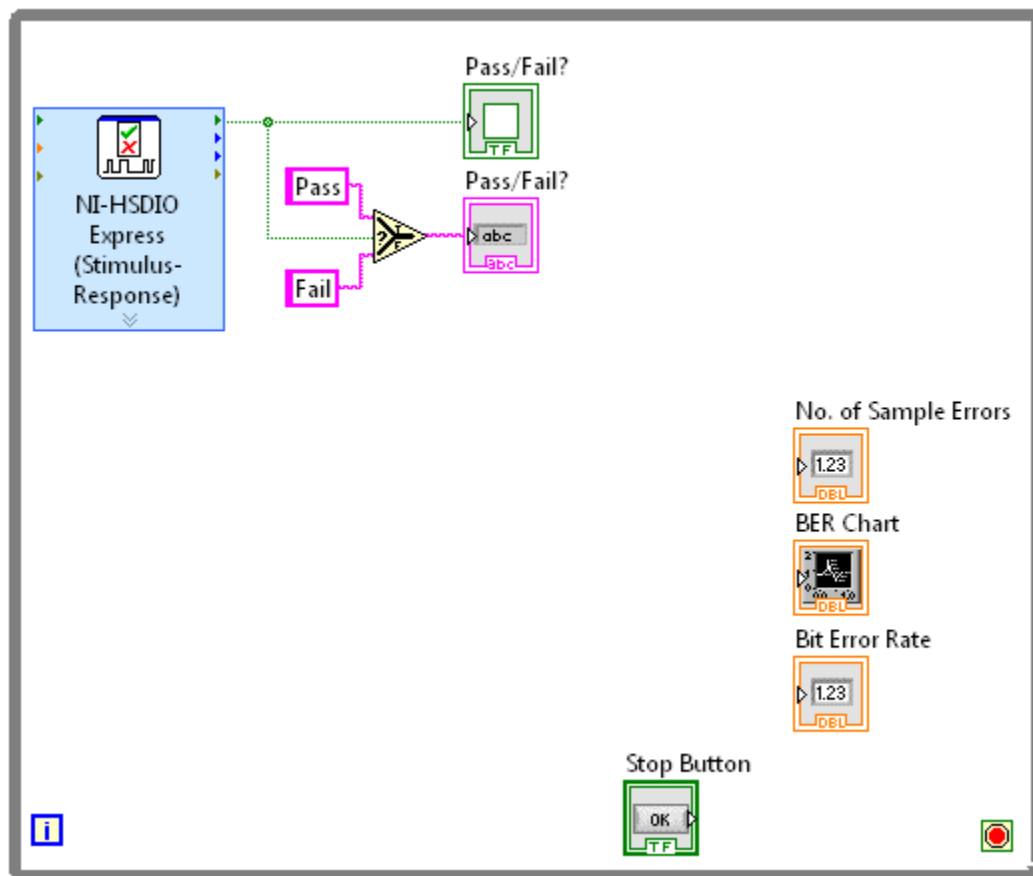 Pass/Fail?
TF
NI-HSDIO
Express
(Stimulus-
Response)
Pass
Pass/Fail?
?
T
F
abc
abc
Fail
No. of Sample Errors
1.23
DBL
BER Chart
2
DBL
Bit Error Rate
1.23
DBL
Stop Button
OK
TF
i